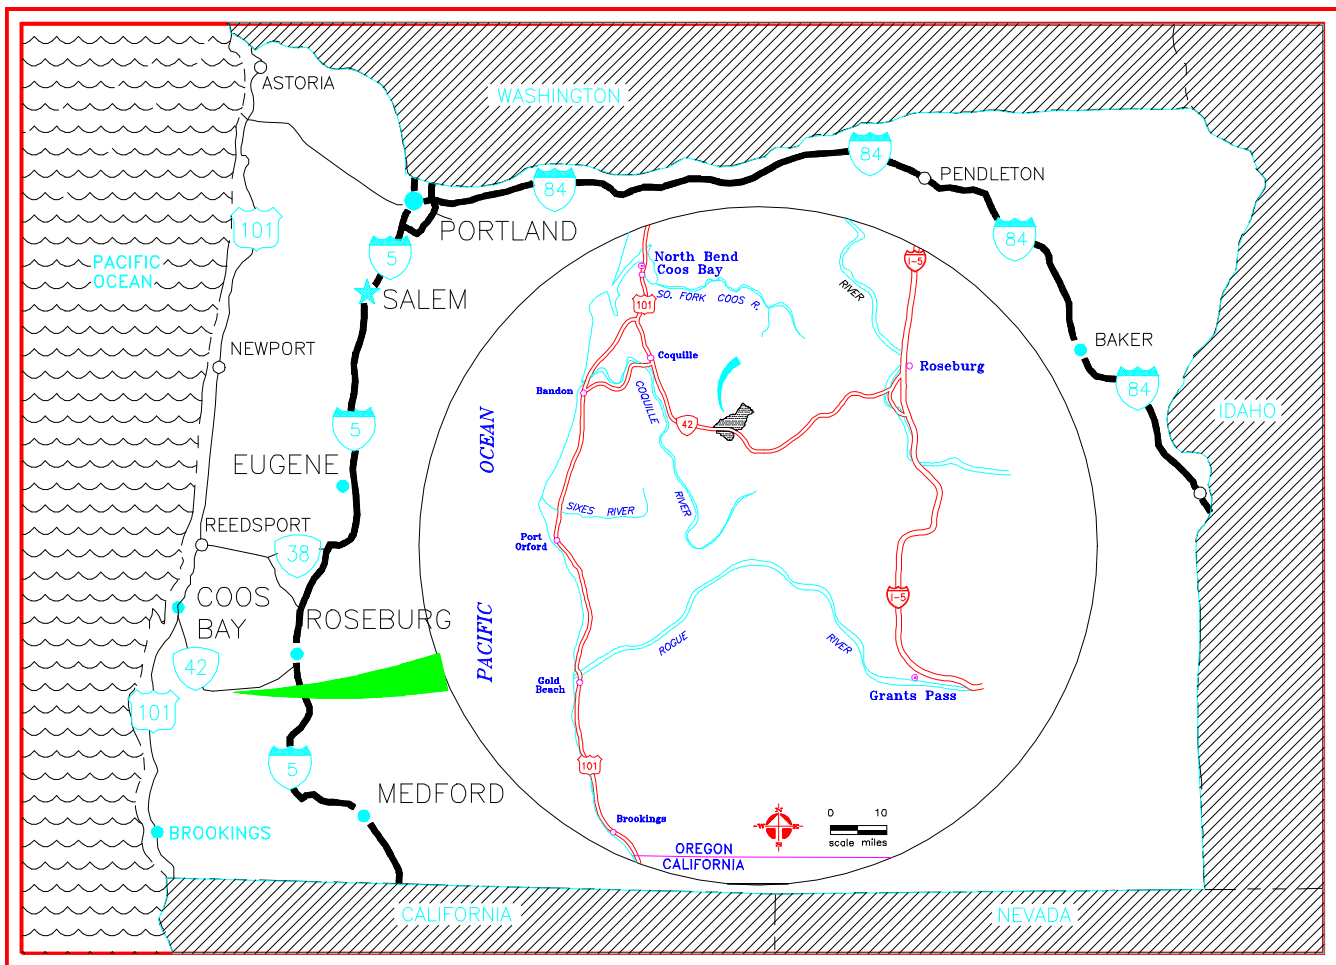 ASTORIA
WASHINGTON
84
84
PENDLETON
101
PORTLAND
84
5
PACIFIC
OCEAN
SALEM
NEWPORT
BAKER
84
IDAHO
5
EUGENE
REEDSPORT
38
COOS
BAY
ROSEBURG
42
101
5
MEDFORD
BROOKINGS
CALIFORNIA
NEVADA
North Bend
Coos Bay
I-5
SO. FORK COOS R.
RIVER
101
Coquille
Roseburg
Bandon
COQUILLE
RIVER
42
OCEAN
PACIFIC
SIXES RIVER
Port
Orford
I-5
ROGUE
RIVER
Gold
Beach
Grants Pass
101
Brookings
N
W
E
S
0 10
scale miles
OREGON
CALIFORNIA